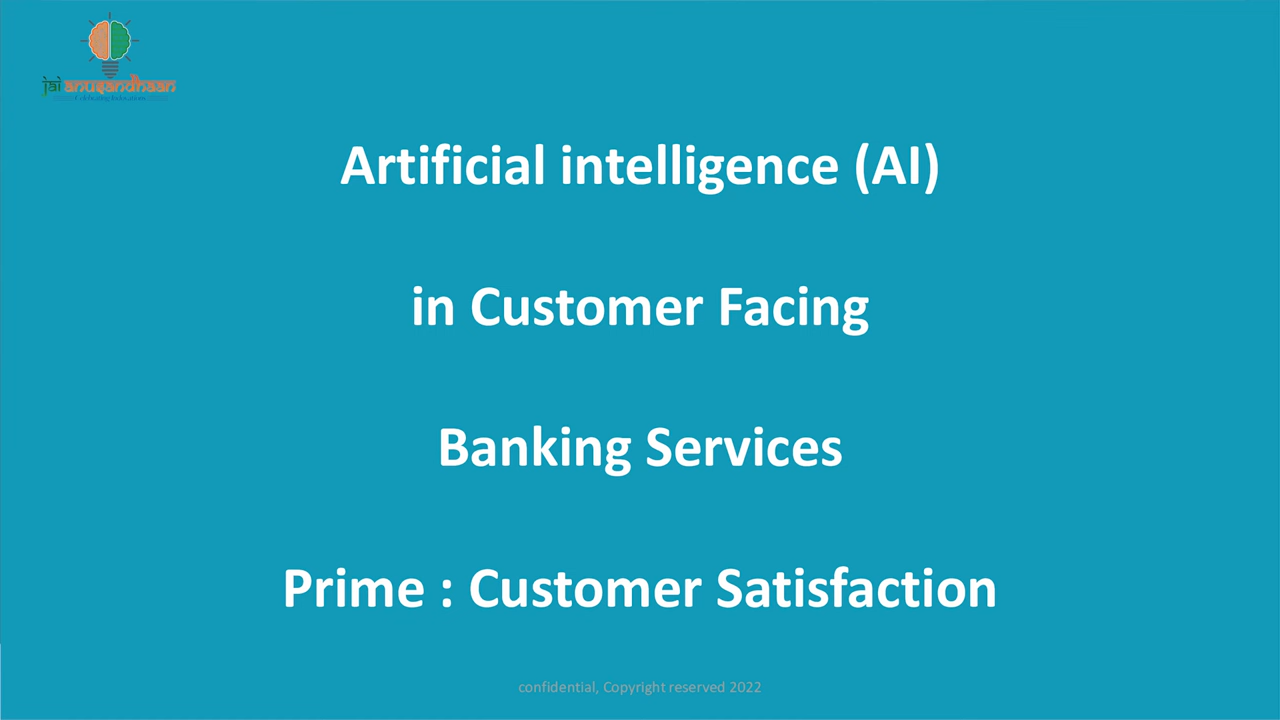 jai anusandhaan
Artificial intelligence (AI)
in Customer Facing
Banking Services
Prime : Customer Satisfaction
confidential, Copyright reserved 2022